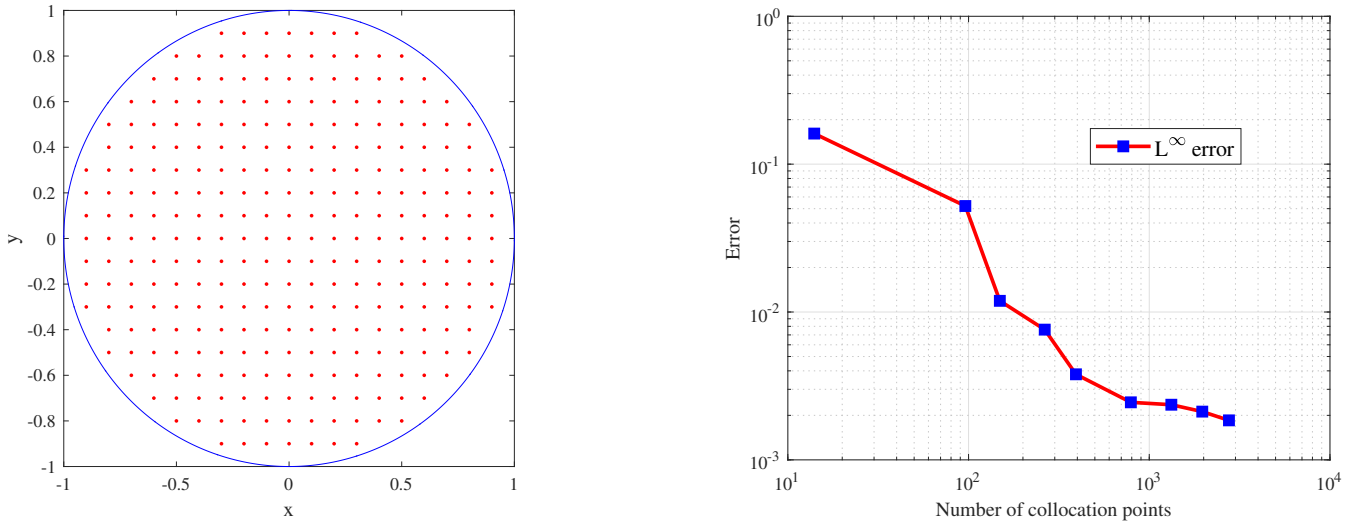 1
0.8
0.6
0.4
0.2
0
-0.2
-0.4
-0.6
-0.8
-1
y
-1 -0.5 0 0.5 1
x
10^0
10^-1
10^-2
10^-3
Error
L^∞ error
10^1 10^2 10^3 10^4
Number of collocation points